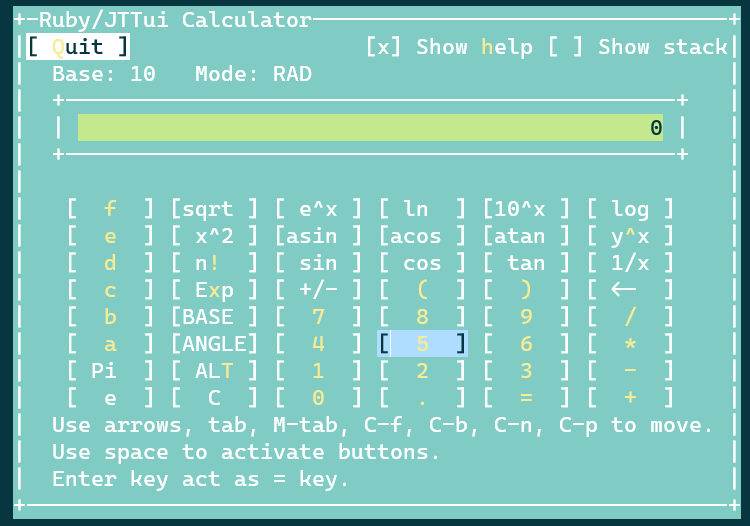 Ruby/JTTui Calculator
[ Quit ] [x] Show help [ ] Show stack
Base: 10 Mode: RAD
0
[ f ] [sqrt ] [ e^x ] [ ln ] [10^x ] [ log ]
[ e ] [ x^2 ] [asin ] [acos ] [atan ] [ y^x ]
[ d ] [ n! ] [ sin ] [ cos ] [ tan ] [ 1/x ]
[ c ] [ Exp ] [ +/- ] [ ( ] [ ) ] [ <- ]
[ b ] [BASE ] [ 7 ] [ 8 ] [ 9 ] [ / ]
[ a ] [ANGLE] [ 4 ] [ 5 ] [ 6 ] [ * ]
[ Pi ] [ ALT ] [ 1 ] [ 2 ] [ 3 ] [ - ]
[ e ] [ C ] [ 0 ] [ . ] [ = ] [ + ]
Use arrows, tab, M-tab, C-f, C-b, C-n, C-p to move.
Use space to activate buttons.
Enter key act as = key.